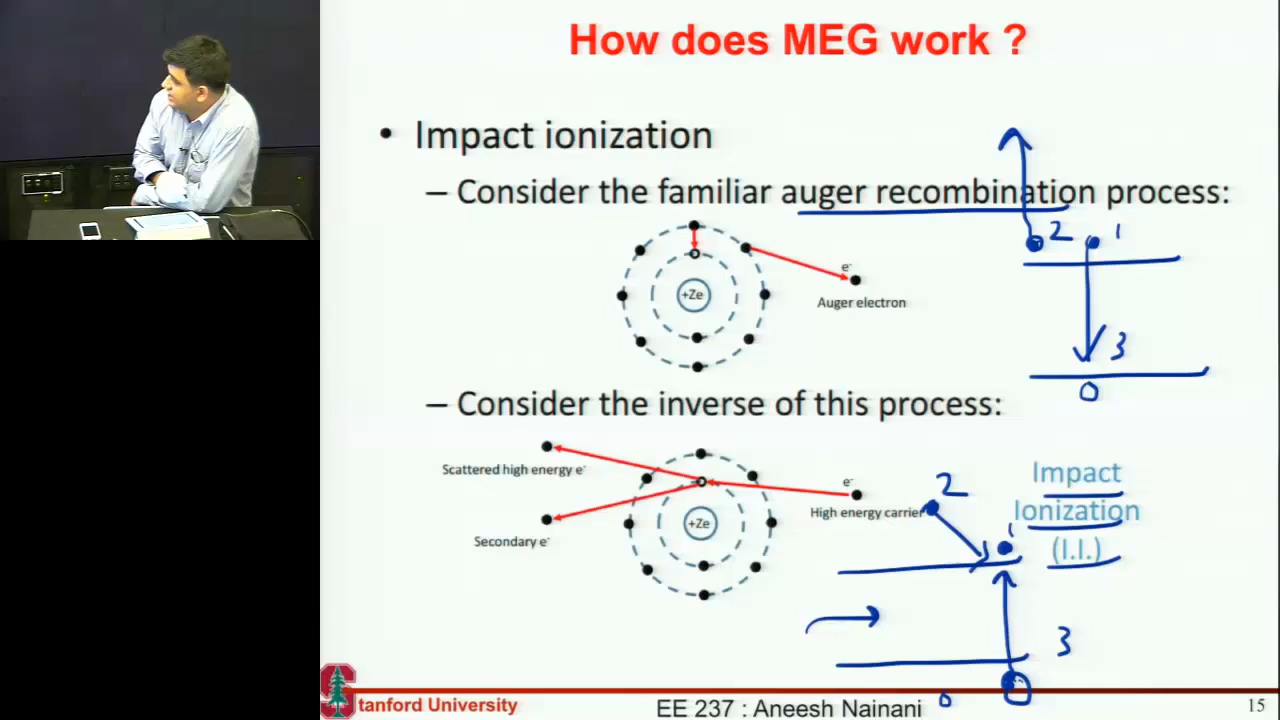 How does MEG work ?
• Impact ionization
– Consider the familiar auger recombination process:
2
1
+Ze
e-
Auger electron
3
0
– Consider the inverse of this process:
Scattered high energy e-
Secondary e-
+Ze
e-
High energy carrier
2
1
Impact
Ionization
(I.I.)
3
0
Stanford University
EE 237 : Aneesh Nainani
15